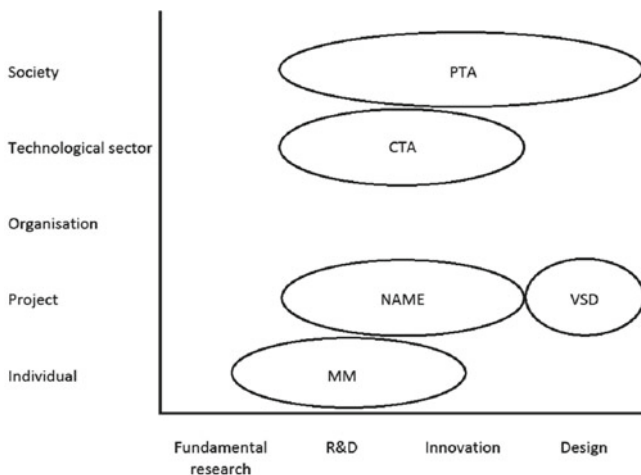 Society
PTA
Technological sector
CTA
Organisation
Project
NAME
VSD
Individual
MM
Fundamental
research
R&D
Innovation
Design